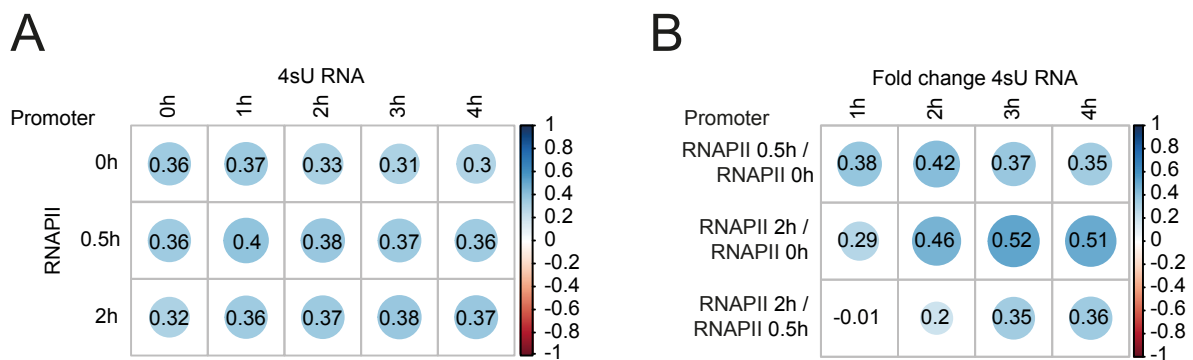 A
4sU RNA
Promoter
0h 1h 2h 3h 4h
RNAPII
0h 0.36 0.37 0.33 0.31 0.3
0.5h 0.36 0.4 0.38 0.37 0.36
2h 0.32 0.36 0.37 0.38 0.37
1
0.8
0.6
0.4
0.2
0
-0.2
-0.4
-0.6
-0.8
-1
B
Fold change 4sU RNA
Promoter
1h 2h 3h 4h
RNAPII 0.5h /
RNAPII 0h
0.38 0.42 0.37 0.35
RNAPII 2h /
RNAPII 0h
0.29 0.46 0.52 0.51
RNAPII 2h /
RNAPII 0.5h
-0.01 0.2 0.35 0.36
1
0.8
0.6
0.4
0.2
0
-0.2
-0.4
-0.6
-0.8
-1